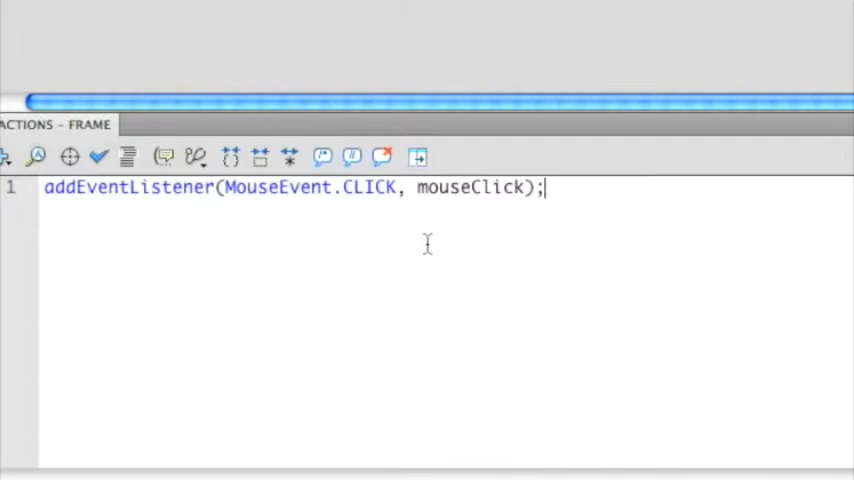 ACTIONS – FRAME
1 addEventListener(MouseEvent.CLICK, mouseClick);